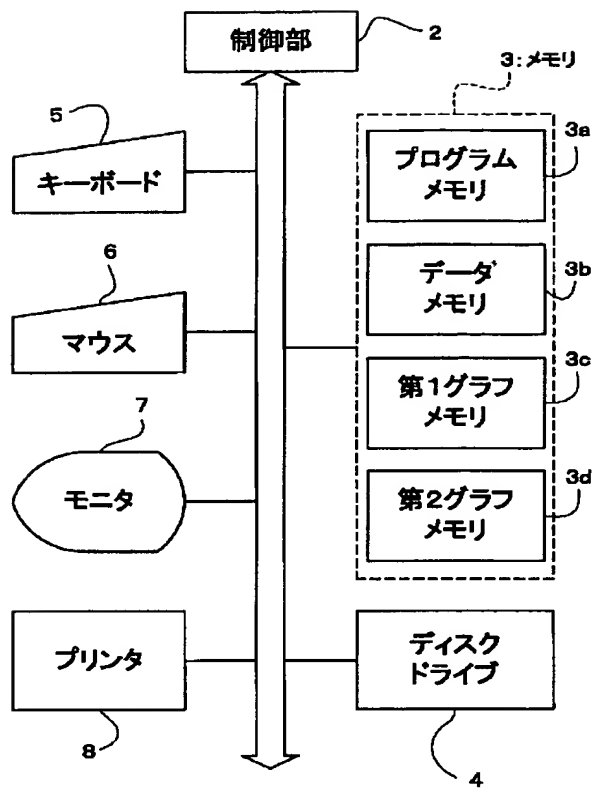 制御部
2
3:メモリ
5
キーボード
3a
プログラム
メモリ
6
マウス
3b
データ
メモリ
7
モニタ
3c
第1グラフ
メモリ
3d
第2グラフ
メモリ
プリンタ
8
ディスク
ドライブ
4